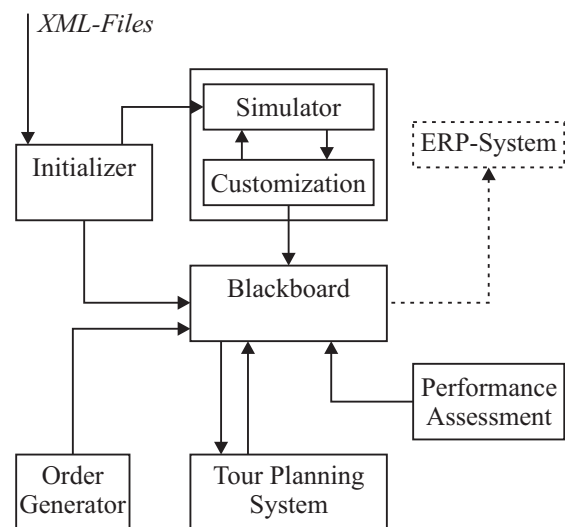 XML-Files
Simulator
ERP-System
Initializer
Customization
Blackboard
Performance
Assessment
Order
Generator
Tour Planning
System